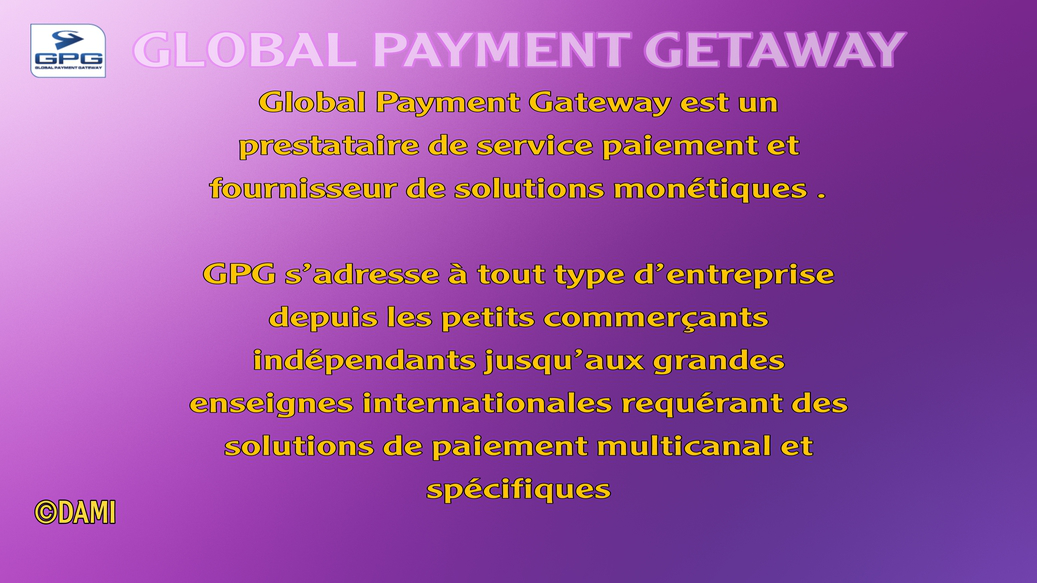 GPG
GLOBAL PAYMENT GATEWAY
GLOBAL PAYMENT GETAWAY
Global Payment Gateway est un
prestataire de service paiement et
fournisseur de solutions monétiques .
GPG s’adresse à tout type d’entreprise
depuis les petits commerçants
indépendants jusqu’aux grandes
enseignes internationales requérant des
solutions de paiement multicanal et
spécifiques
©DAMI